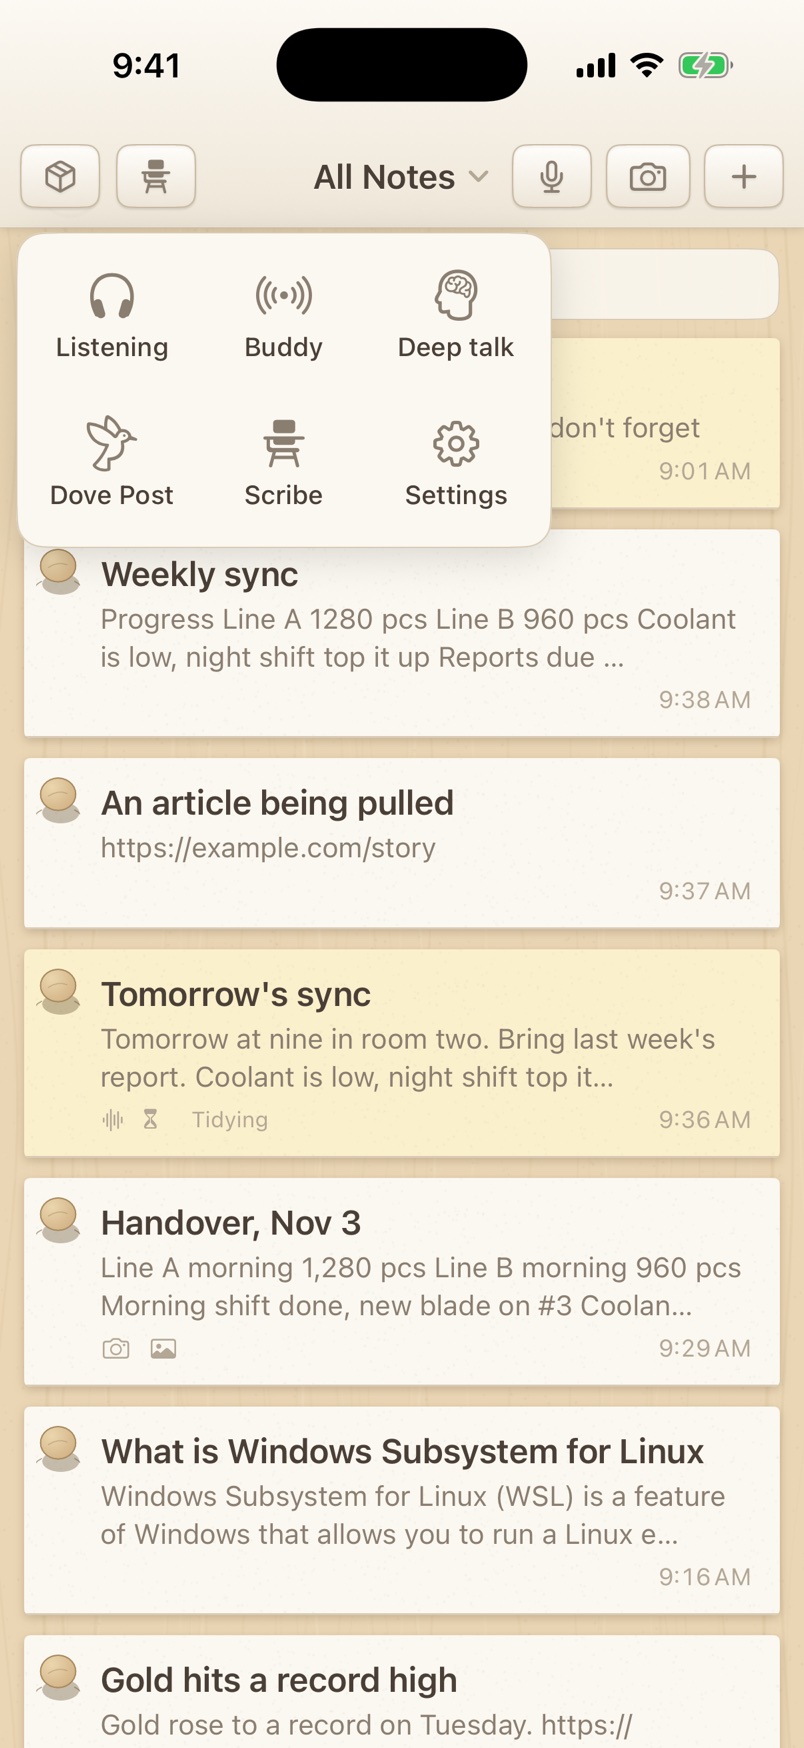 9:41
All Notes
Listening
Buddy
Deep talk
Dove Post
Scribe
Settings
don't forget
9:01 AM
Weekly sync
Progress Line A 1280 pcs Line B 960 pcs Coolant
is low, night shift top it up Reports due ...
9:38 AM
An article being pulled
https://example.com/story
9:37 AM
Tomorrow's sync
Tomorrow at nine in room two. Bring last week's
report. Coolant is low, night shift top it...
Tidying
9:36 AM
Handover, Nov 3
Line A morning 1,280 pcs Line B morning 960 pcs
Morning shift done, new blade on #3 Coolan...
9:29 AM
What is Windows Subsystem for Linux
Windows Subsystem for Linux (WSL) is a feature
of Windows that allows you to run a Linux e...
9:16 AM
Gold hits a record high
Gold rose to a record on Tuesday. https://